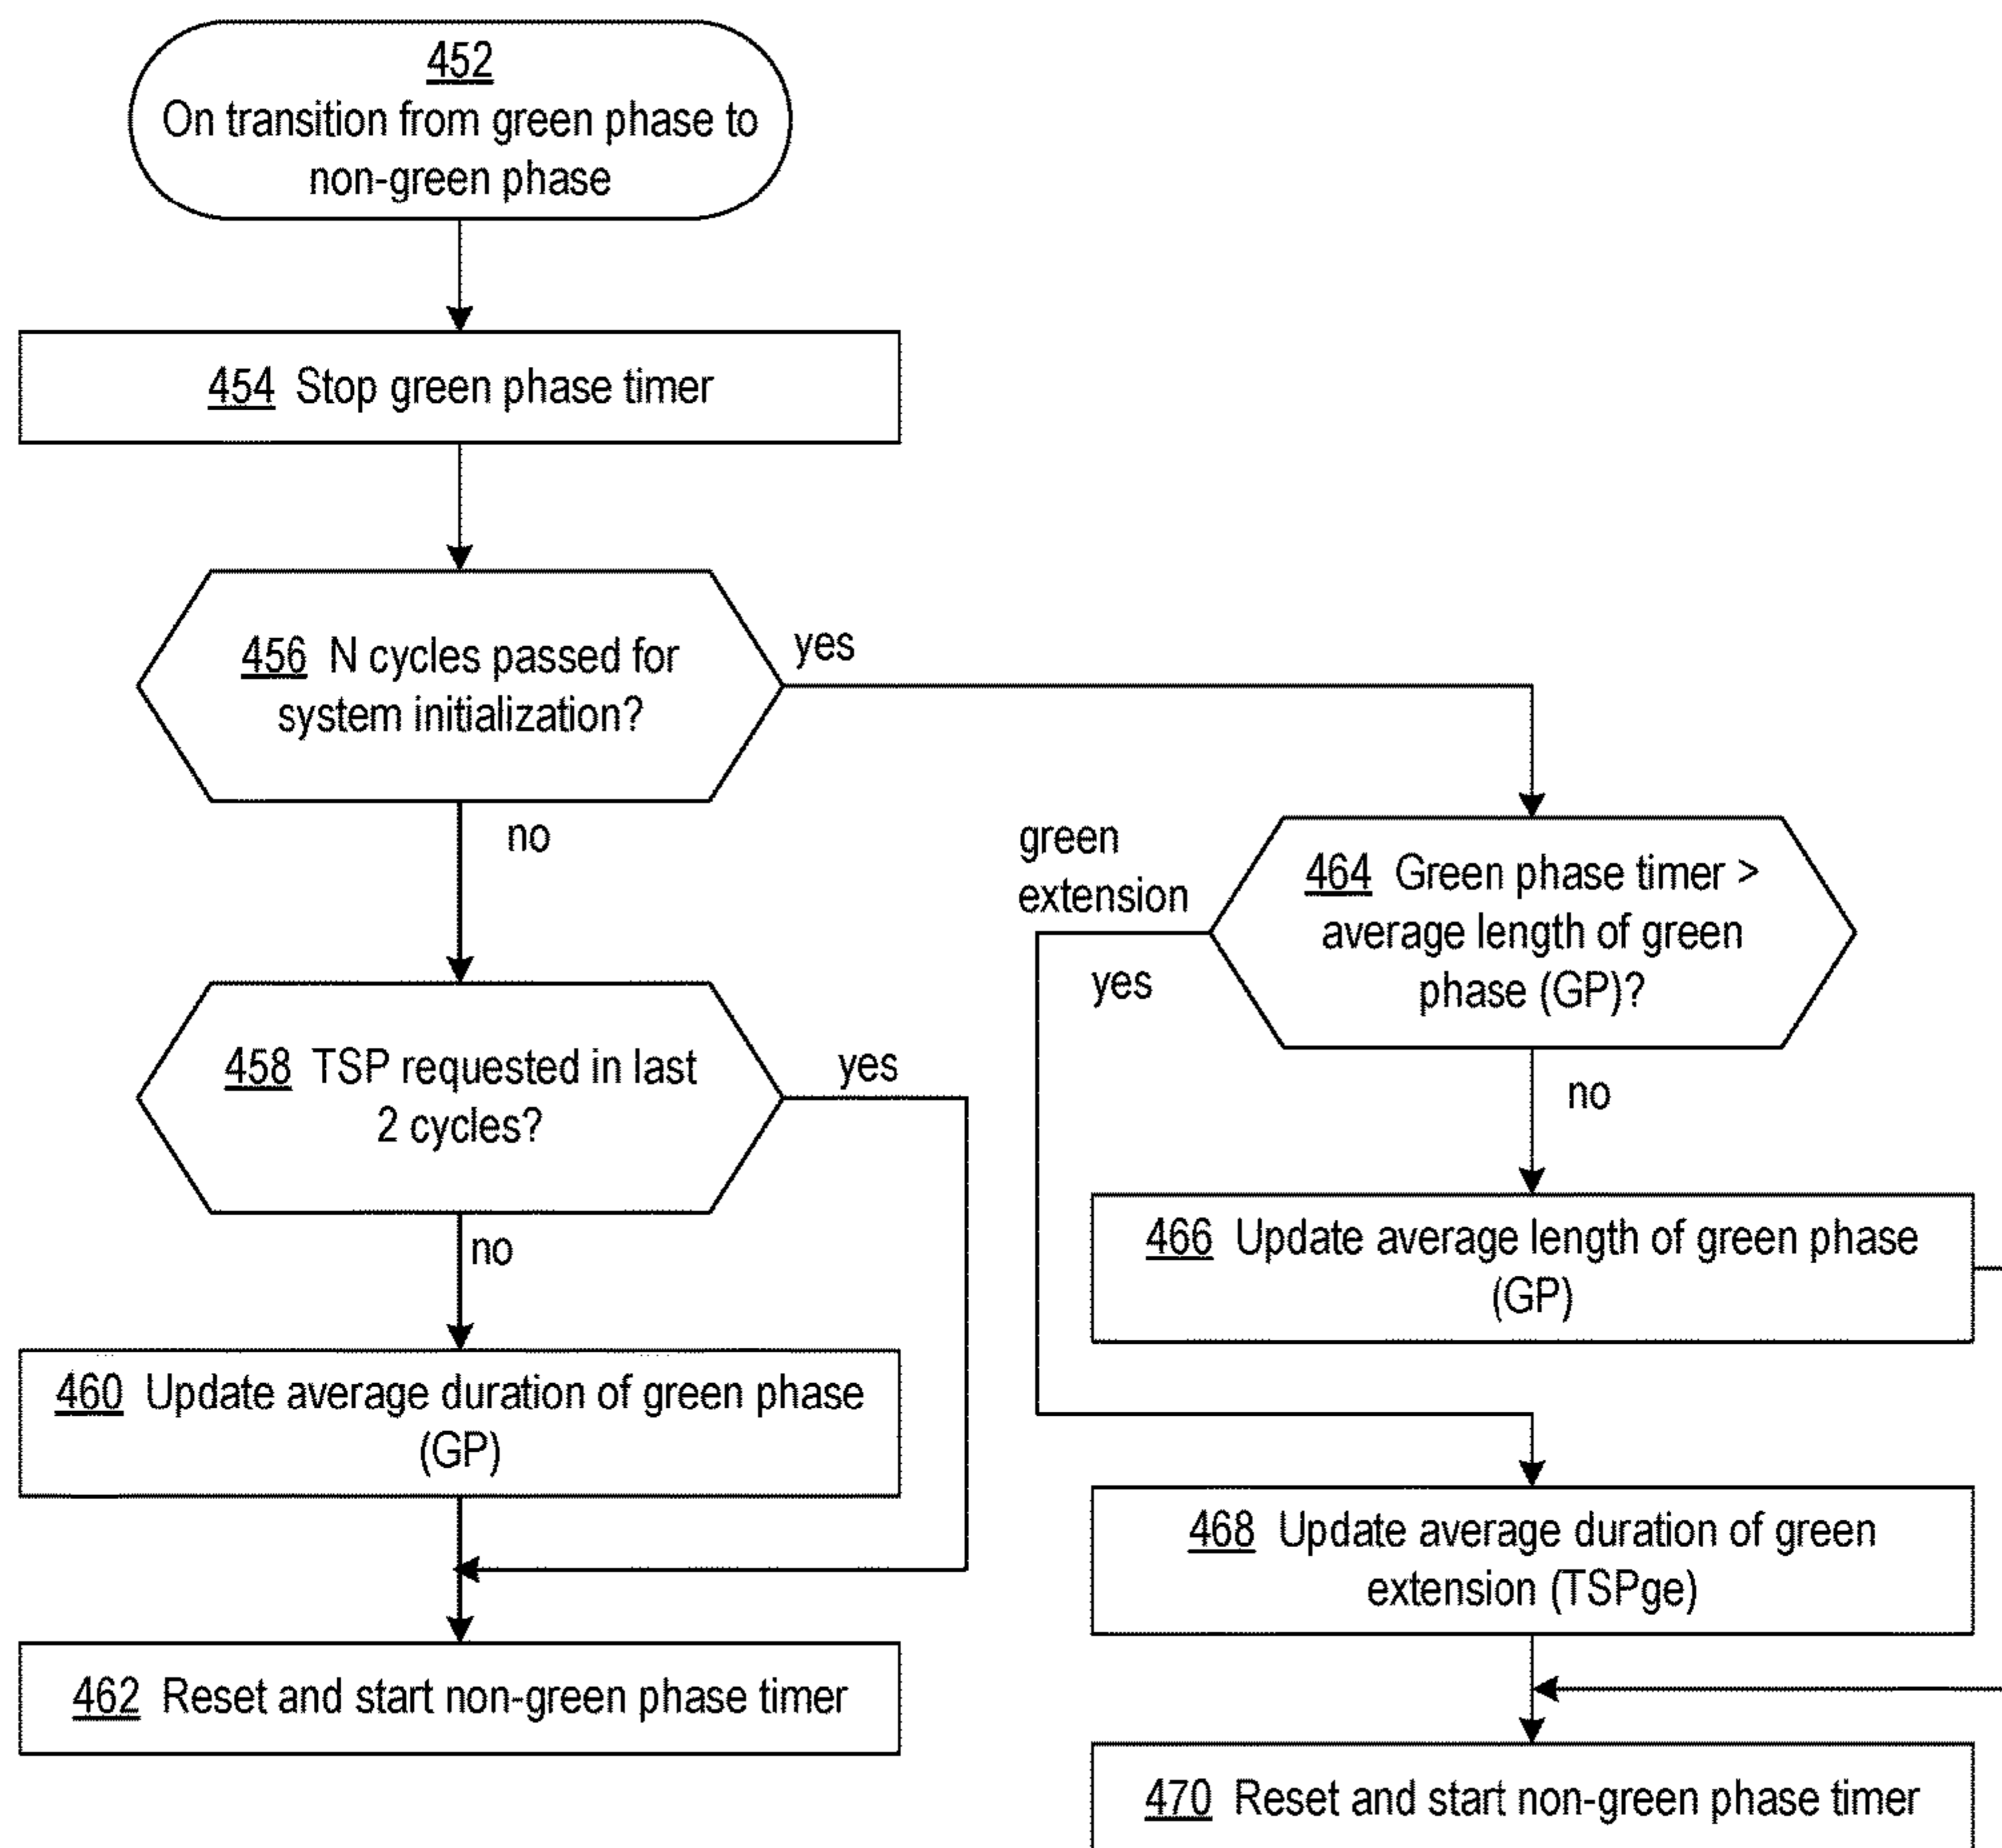 452
On transition from green phase to
non-green phase
454 Stop green phase timer
456 N cycles passed for
system initialization?
yes
no
458 TSP requested in last
2 cycles?
yes
no
460 Update average duration of green phase
(GP)
462 Reset and start non-green phase timer
green
extension
yes
464 Green phase timer >
average length of green
phase (GP)?
no
466 Update average length of green phase
(GP)
468 Update average duration of green
extension (TSPge)
470 Reset and start non-green phase timer